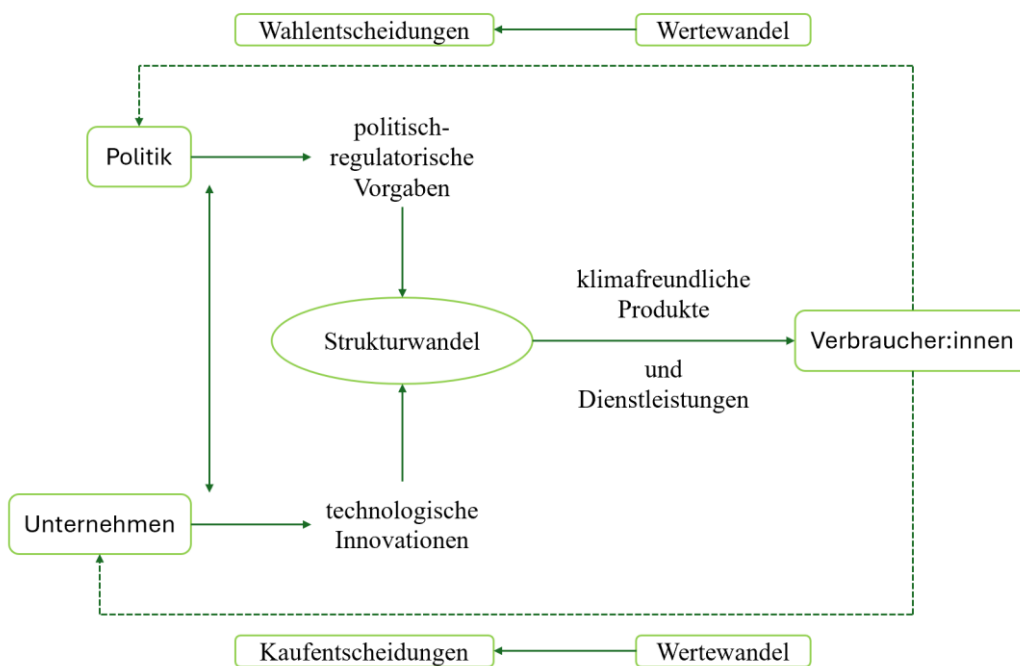 Wahlentscheidungen
Wertewandel
Politik
politisch-
regulatorische
Vorgaben
klimafreundliche
Produkte
Strukturwandel
Verbraucher:innen
und
Dienstleistungen
Unternehmen
technologische
Innovationen
Kaufentscheidungen
Wertewandel